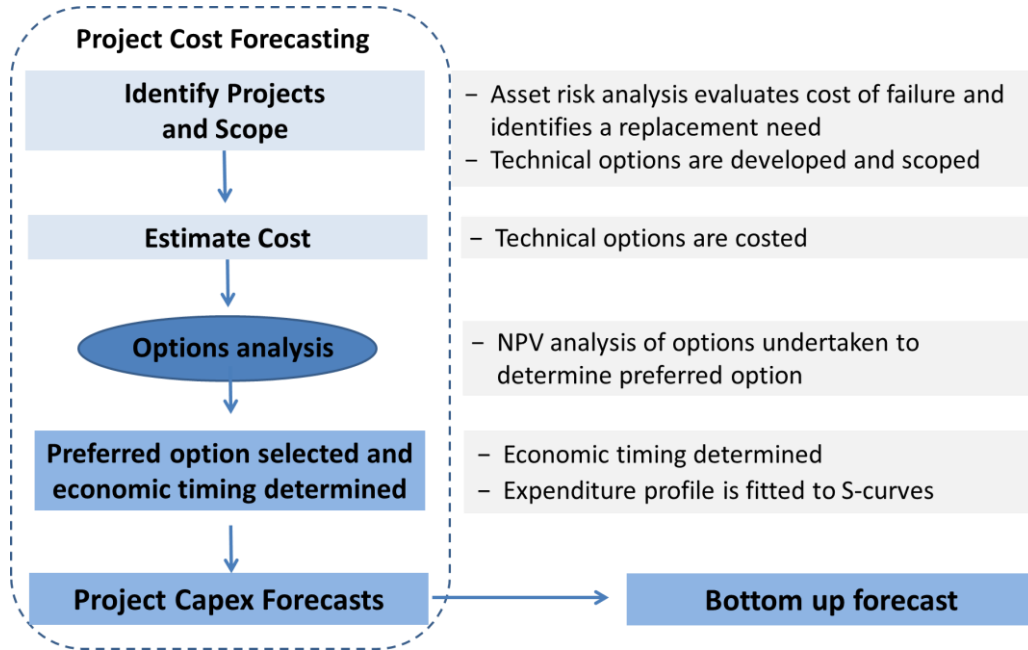 Project Cost Forecasting
Identify Projects
and Scope
– Asset risk analysis evaluates cost of failure and
identifies a replacement need
– Technical options are developed and scoped
Estimate Cost
– Technical options are costed
Options analysis
– NPV analysis of options undertaken to
determine preferred option
Preferred option selected and
economic timing determined
– Economic timing determined
– Expenditure profile is fitted to S-curves
Project Capex Forecasts
Bottom up forecast